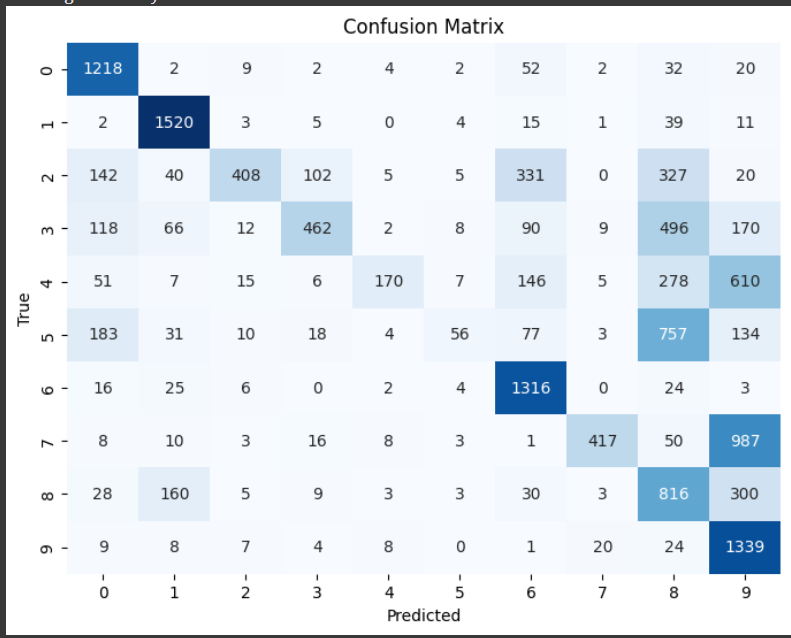 Confusion Matrix
0 1218 2 9 2 4 2 52 2 32 20
1 2 1520 3 5 0 4 15 1 39 11
2 142 40 408 102 5 5 331 0 327 20
3 118 66 12 462 2 8 90 9 496 170
4 51 7 15 6 170 7 146 5 278 610
True
5 183 31 10 18 4 56 77 3 757 134
6 16 25 6 0 2 4 1316 0 24 3
7 8 10 3 16 8 3 1 417 50 987
8 28 160 5 9 3 3 30 3 816 300
9 9 8 7 4 8 0 1 20 24 1339
0 1 2 3 4 5 6 7 8 9
Predicted